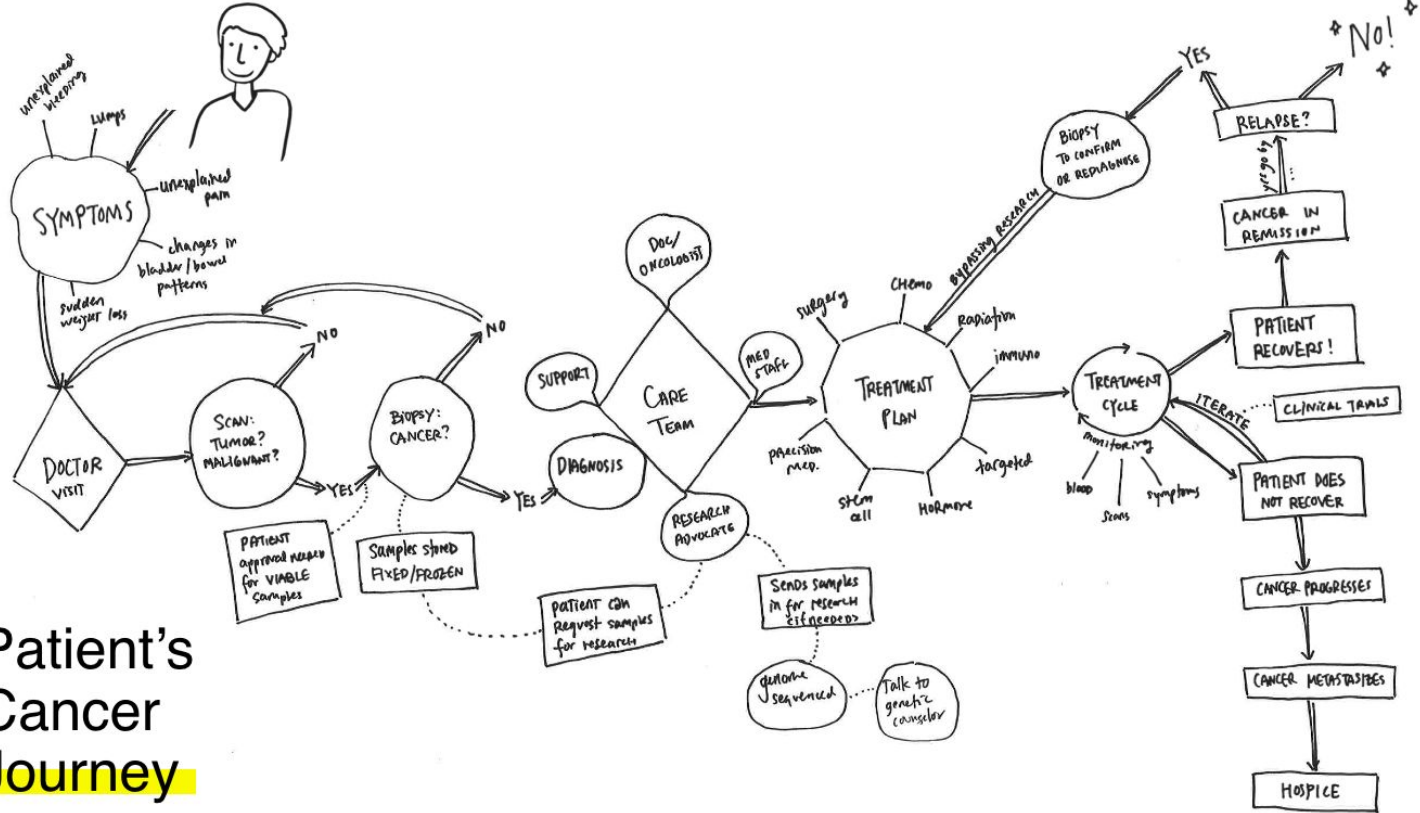 unexplained
bleeding
LUMPS
unexplained
pain
SYMPTOMS
changes in
bladder/bowel
patterns
sudden
weight loss
NO
NO
DOCTOR
VISIT
SCAN:
TUMOR?
MALIGNANT?
YES
Biopsy:
CANCER?
YES
DIAGNOSIS
PATIENT
approval needed
for VIABLE
samples
Samples stored
FIXED/FROZEN
DOC/
ONCOLOGIST
SUPPORT
MED
STAFF
CARE
TEAM
RESEARCH
ADVOCATE
PATIENT can
Request samples
for research
Sends samples
in for research
<if needed>
genome
sequenced
Talk to
genetic
counselor
surgery
CHEMO
Radiation
immuno
TREATMENT
PLAN
precision
MED.
stem
cell
HORMONE
targeted
BIOPSY
TO CONFIRM
OR REDIAGNOSE
BYPASSING RESEARCH
YES
No!
RELAPSE?
...
CANCER IN
REMISSION
PATIENT
RECOVERS!
TREATMENT
CYCLE
monitoring
blood
scans
symptoms
ITERATE
CLINICAL TRIALS
PATIENT DOES
NOT RECOVER
CANCER PROGRESSES
CANCER METASTASIZES
HOSPICE
Patient's
Cancer
Journey